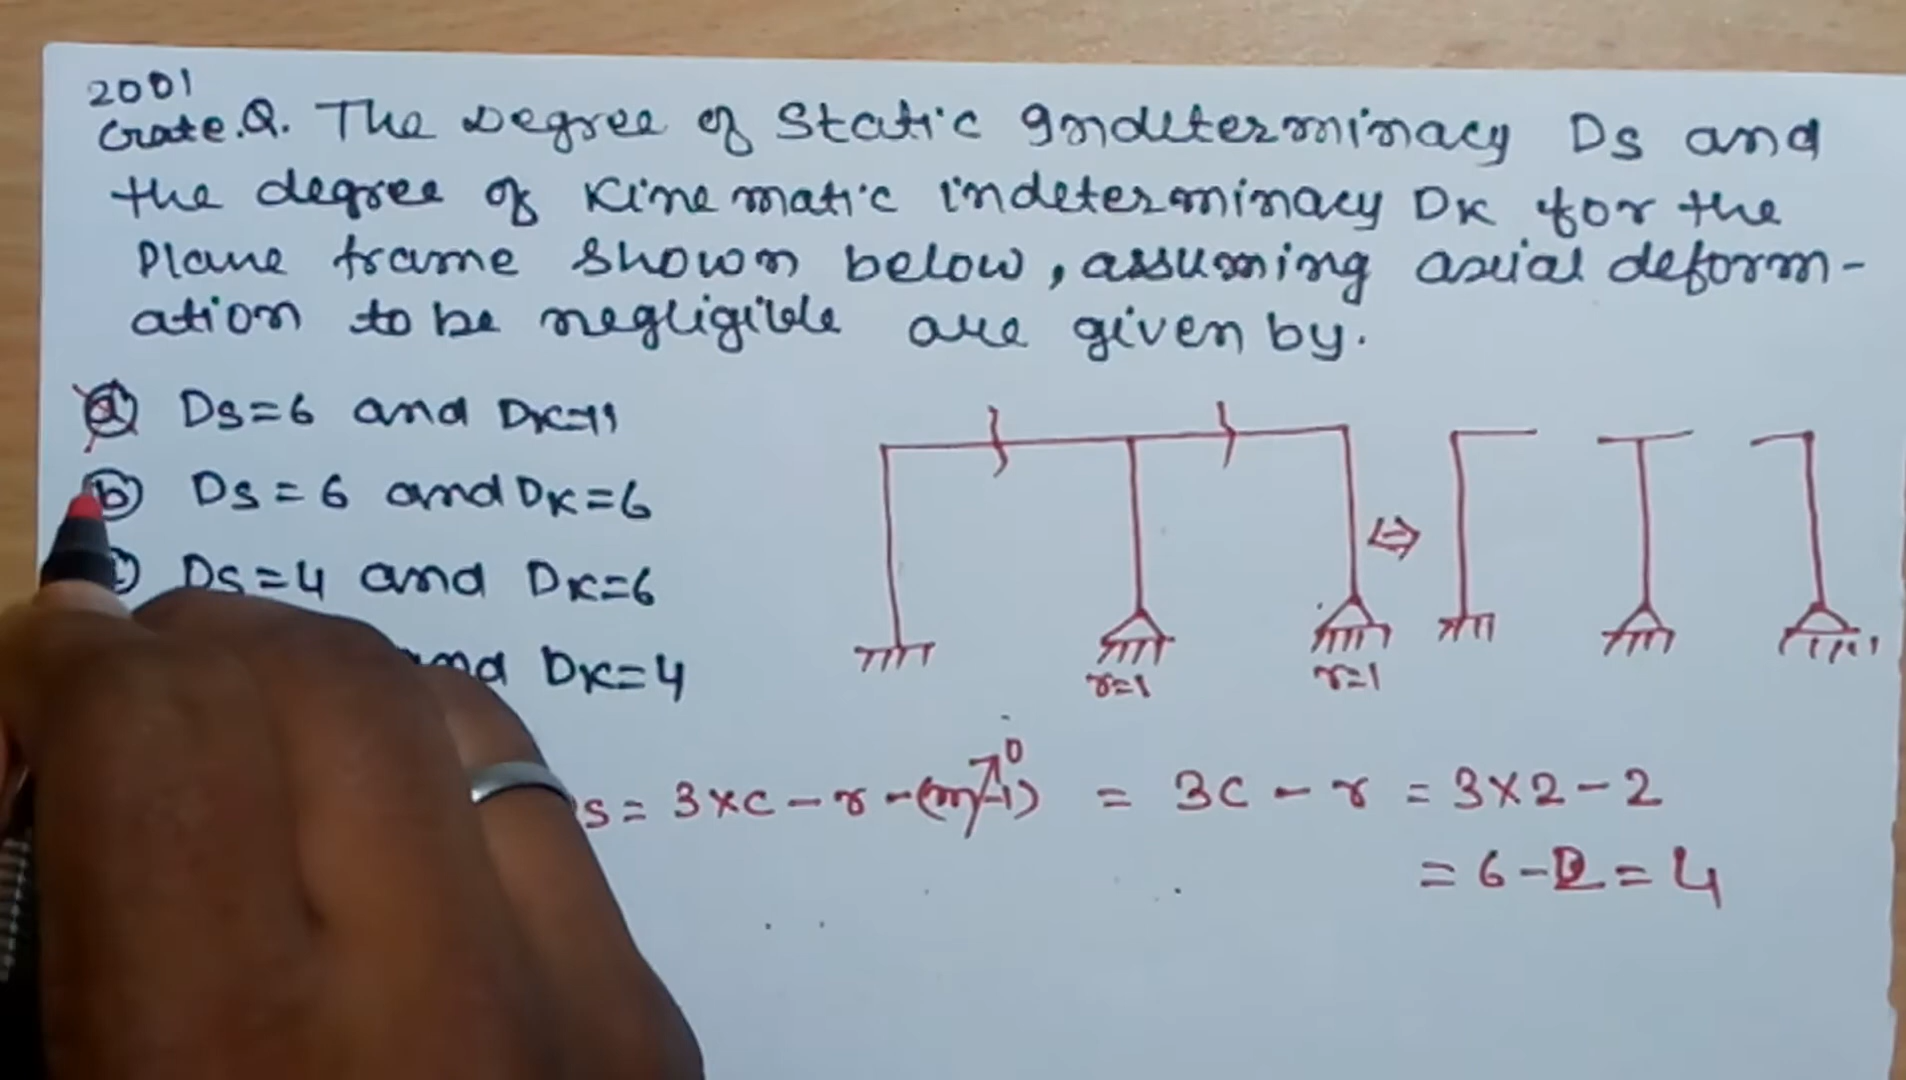 2001
Gate.Q. The Degree of Static Indeterminacy Ds and
the degree of Kinematic indeterminacy Dk for the
Plane frame shown below, assuming axial deform-
ation to be negligible are given by.
(a) Ds=6 and Dk=11
(b) Ds=6 and Dk=6
Ds=4 and Dk=6
Dk=4
r=1
r=1
s = 3×C - r - (m-1) 0 = 3C - r = 3×2-2
= 6-2 = 4